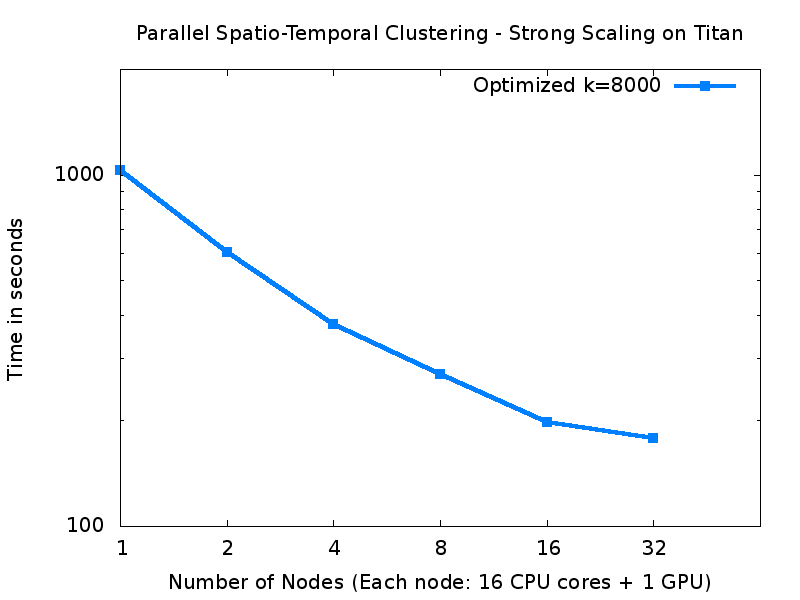 Parallel Spatio-Temporal Clustering - Strong Scaling on Titan
Optimized k=8000
1000
100
Time in seconds
1 2 4 8 16 32
Number of Nodes (Each node: 16 CPU cores + 1 GPU)